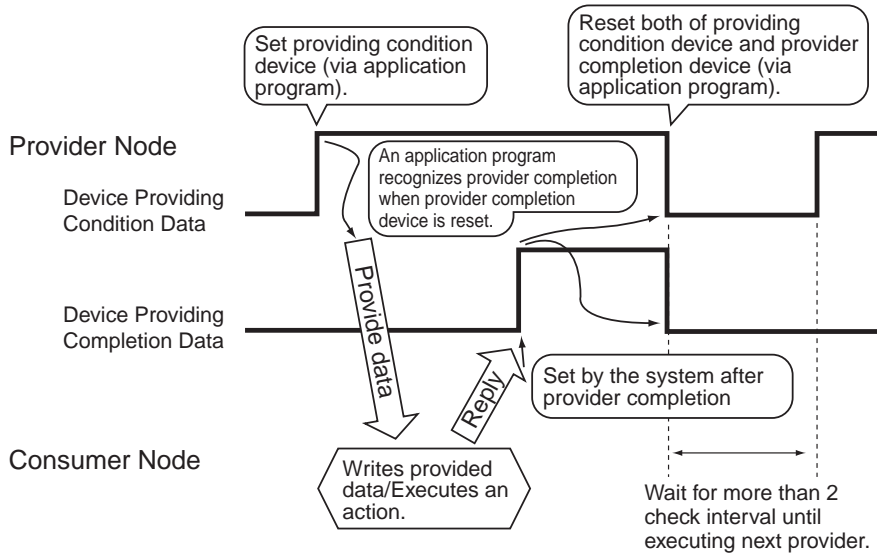 Set providing condition
device (via application
program).
Reset both of providing
condition device and provider
completion device (via
application program).
Provider Node
Device Providing
Condition Data
An application program
recognizes provider completion
when provider completion
device is reset.
Provide data
Device Providing
Completion Data
Reply
Set by the system after
provider completion
Consumer Node
Writes provided
data/Executes an
action.
Wait for more than 2
check interval until
executing next provider.